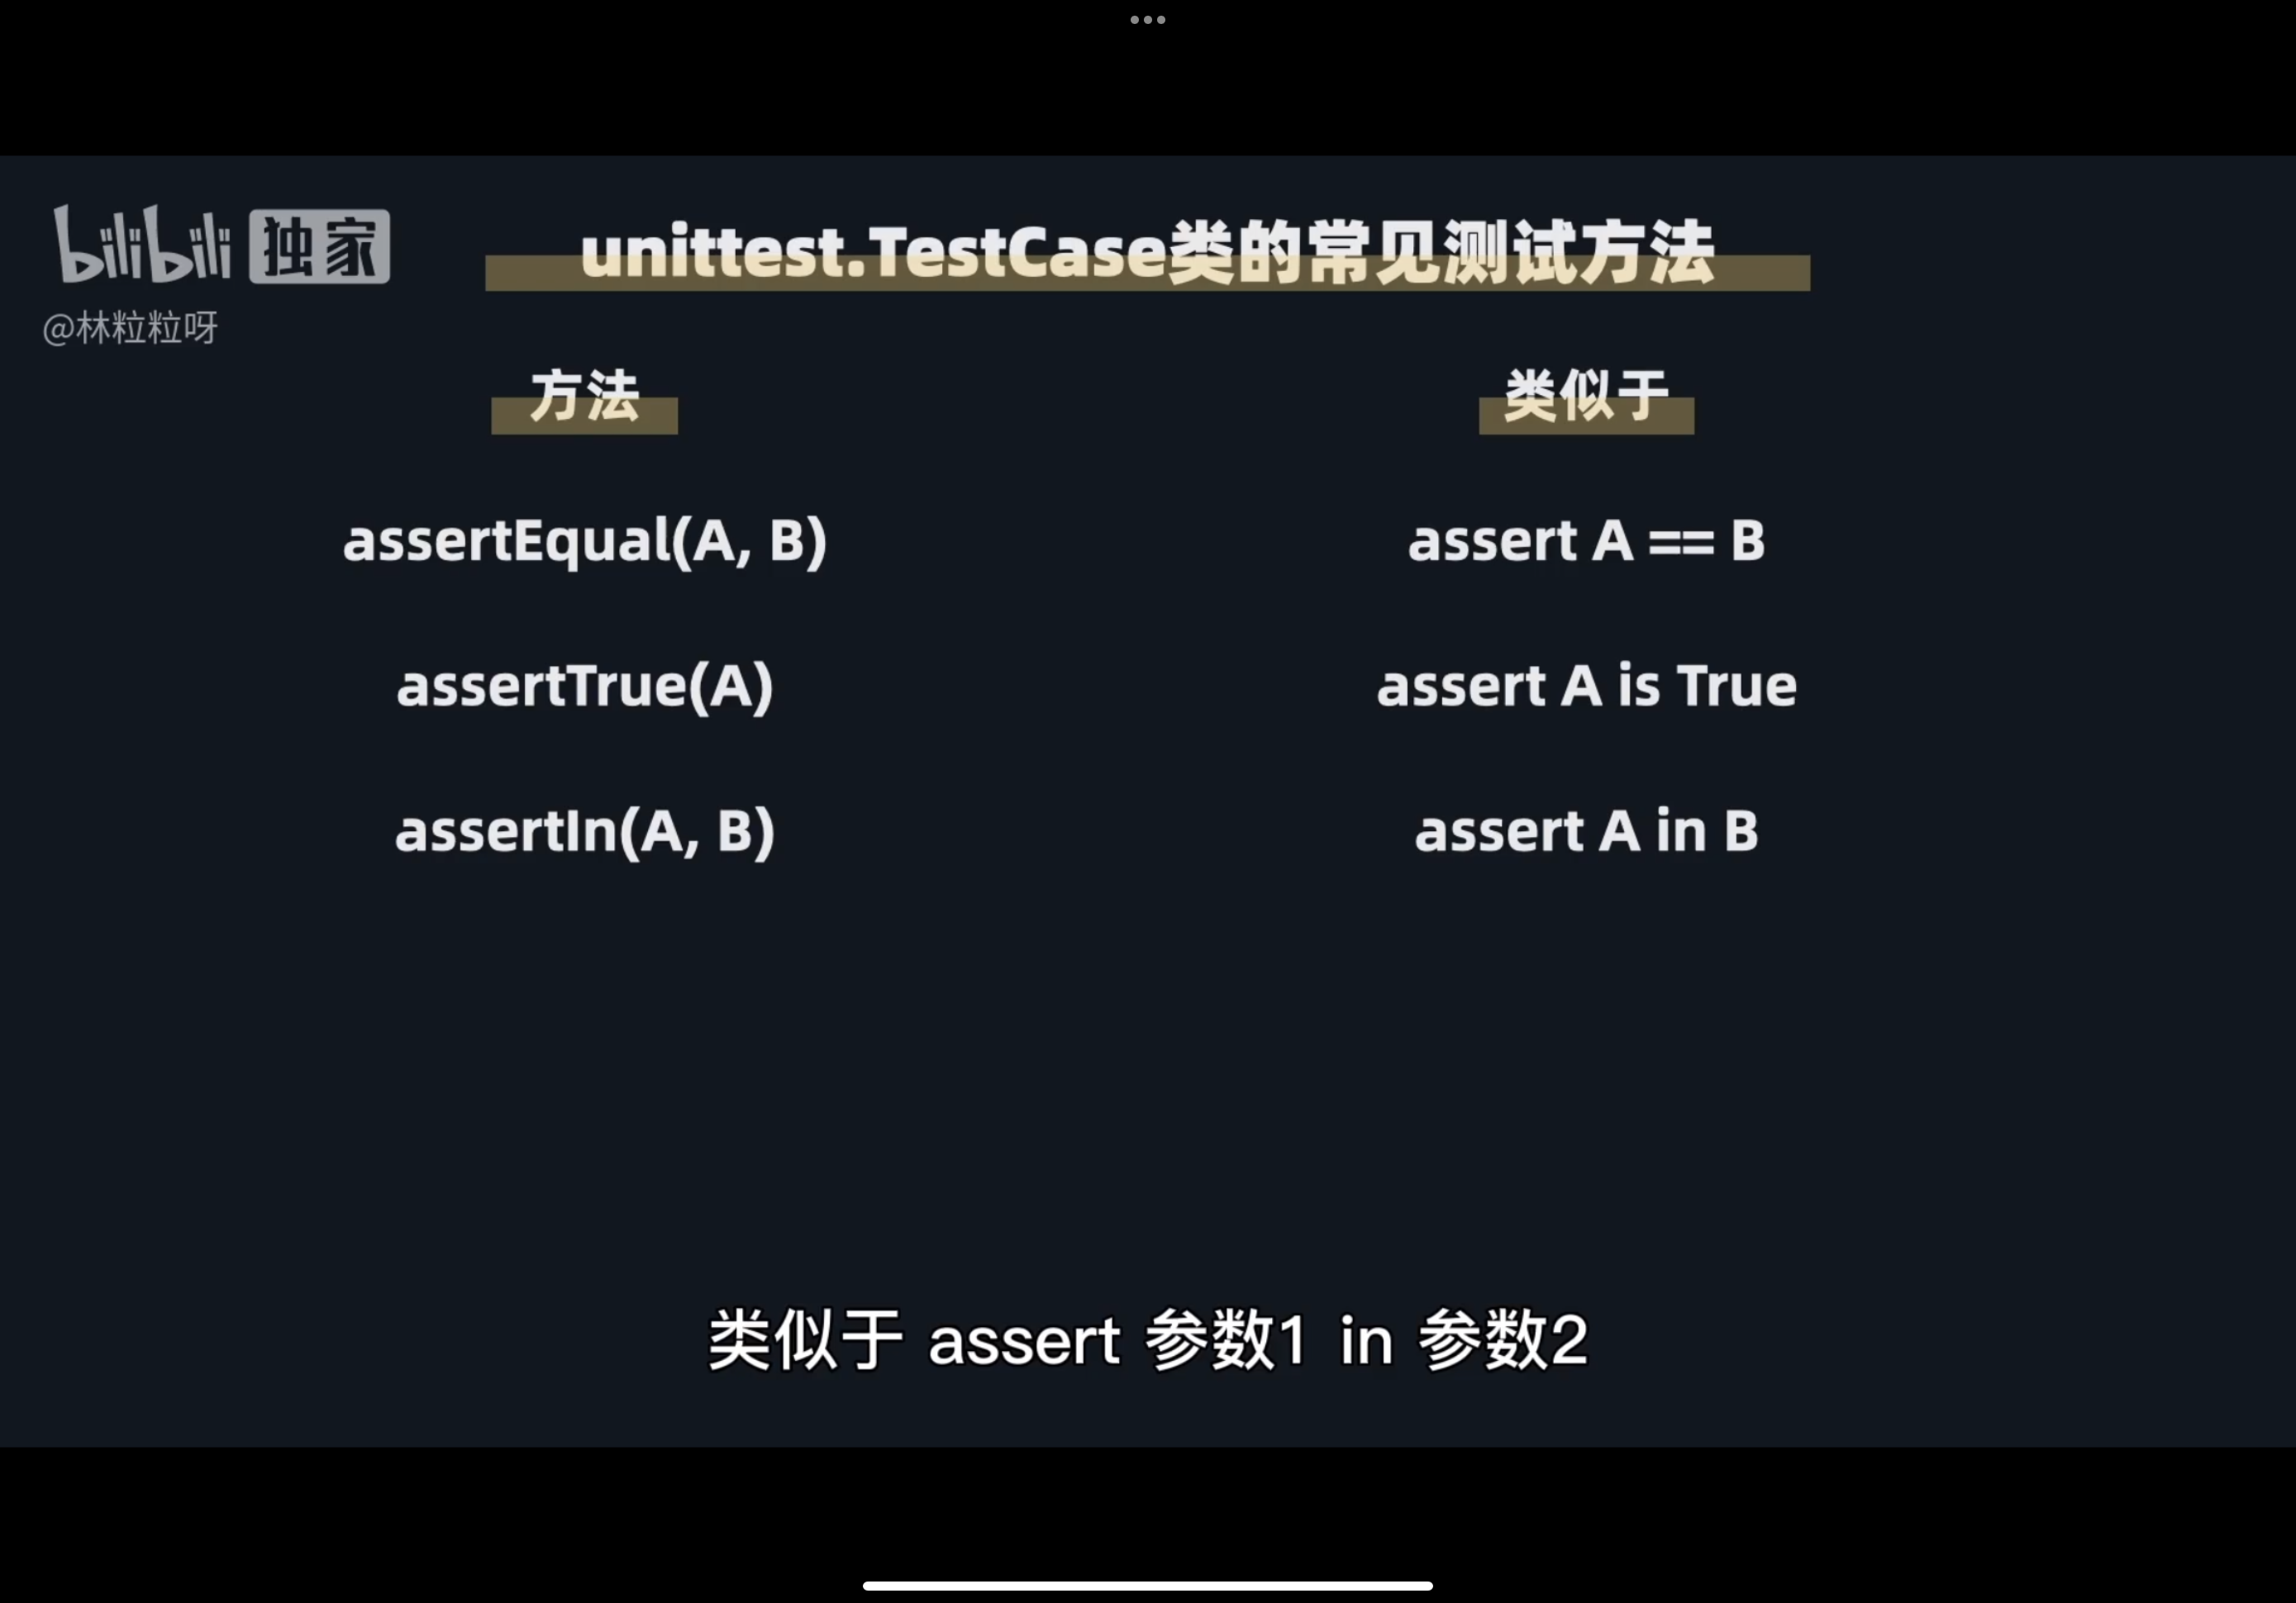 bilibili 独家
@林粒粒呀
unittest.TestCase类的常见测试方法
方法 类似于
assertEqual(A, B) assert A == B
assertTrue(A) assert A is True
assertIn(A, B) assert A in B
类似于 assert 参数1 in 参数2